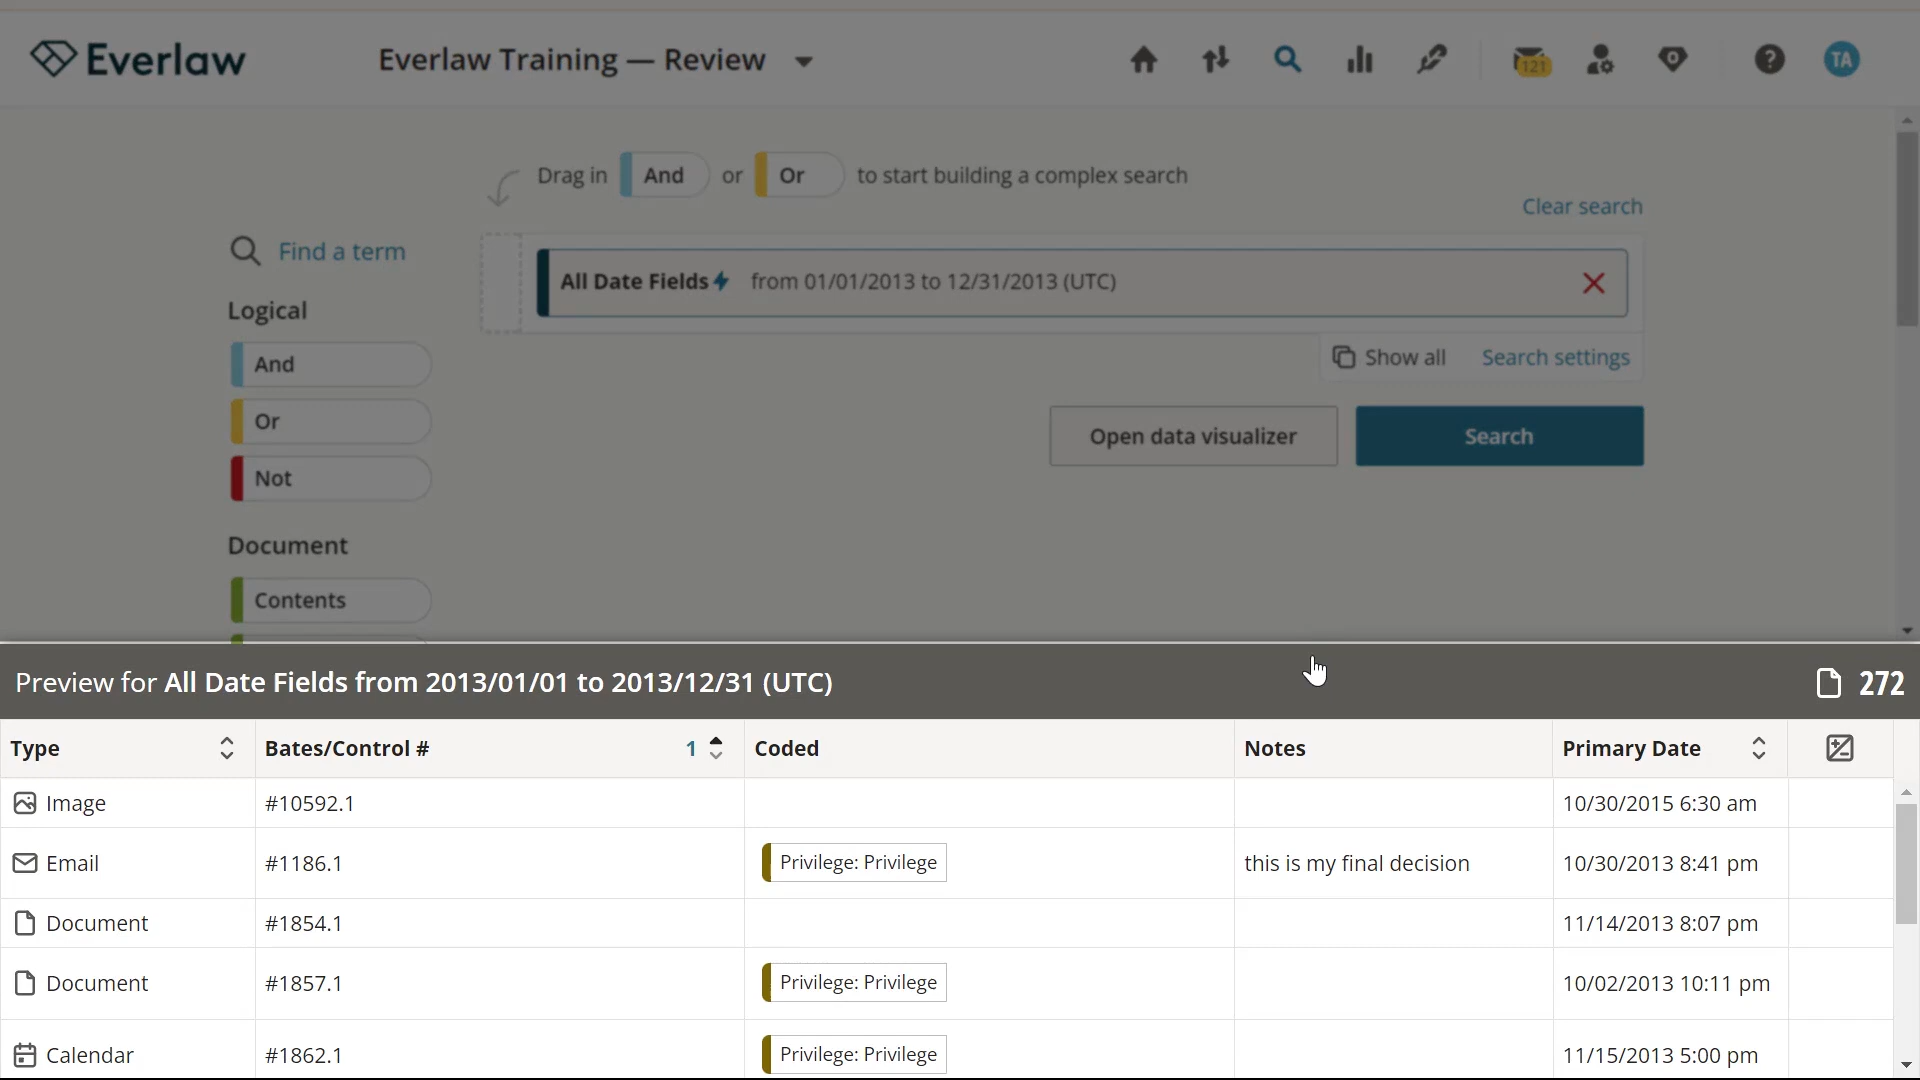 Everlaw
Everlaw Training — Review
121
TA
Drag in And or Or to start building a complex search
Clear search
Find a term
All Date Fields from 01/01/2013 to 12/31/2013 (UTC)
Logical
Show all
Search settings
And
Or
Open data visualizer
Search
Not
Document
Contents
Preview for All Date Fields from 2013/01/01 to 2013/12/31 (UTC)
272
Type Bates/Control # 1 Coded Notes Primary Date
Image #10592.1 10/30/2015 6:30 am
Email #1186.1 Privilege: Privilege this is my final decision 10/30/2013 8:41 pm
Document #1854.1 11/14/2013 8:07 pm
Document #1857.1 Privilege: Privilege 10/02/2013 10:11 pm
Calendar #1862.1 Privilege: Privilege 11/15/2013 5:00 pm